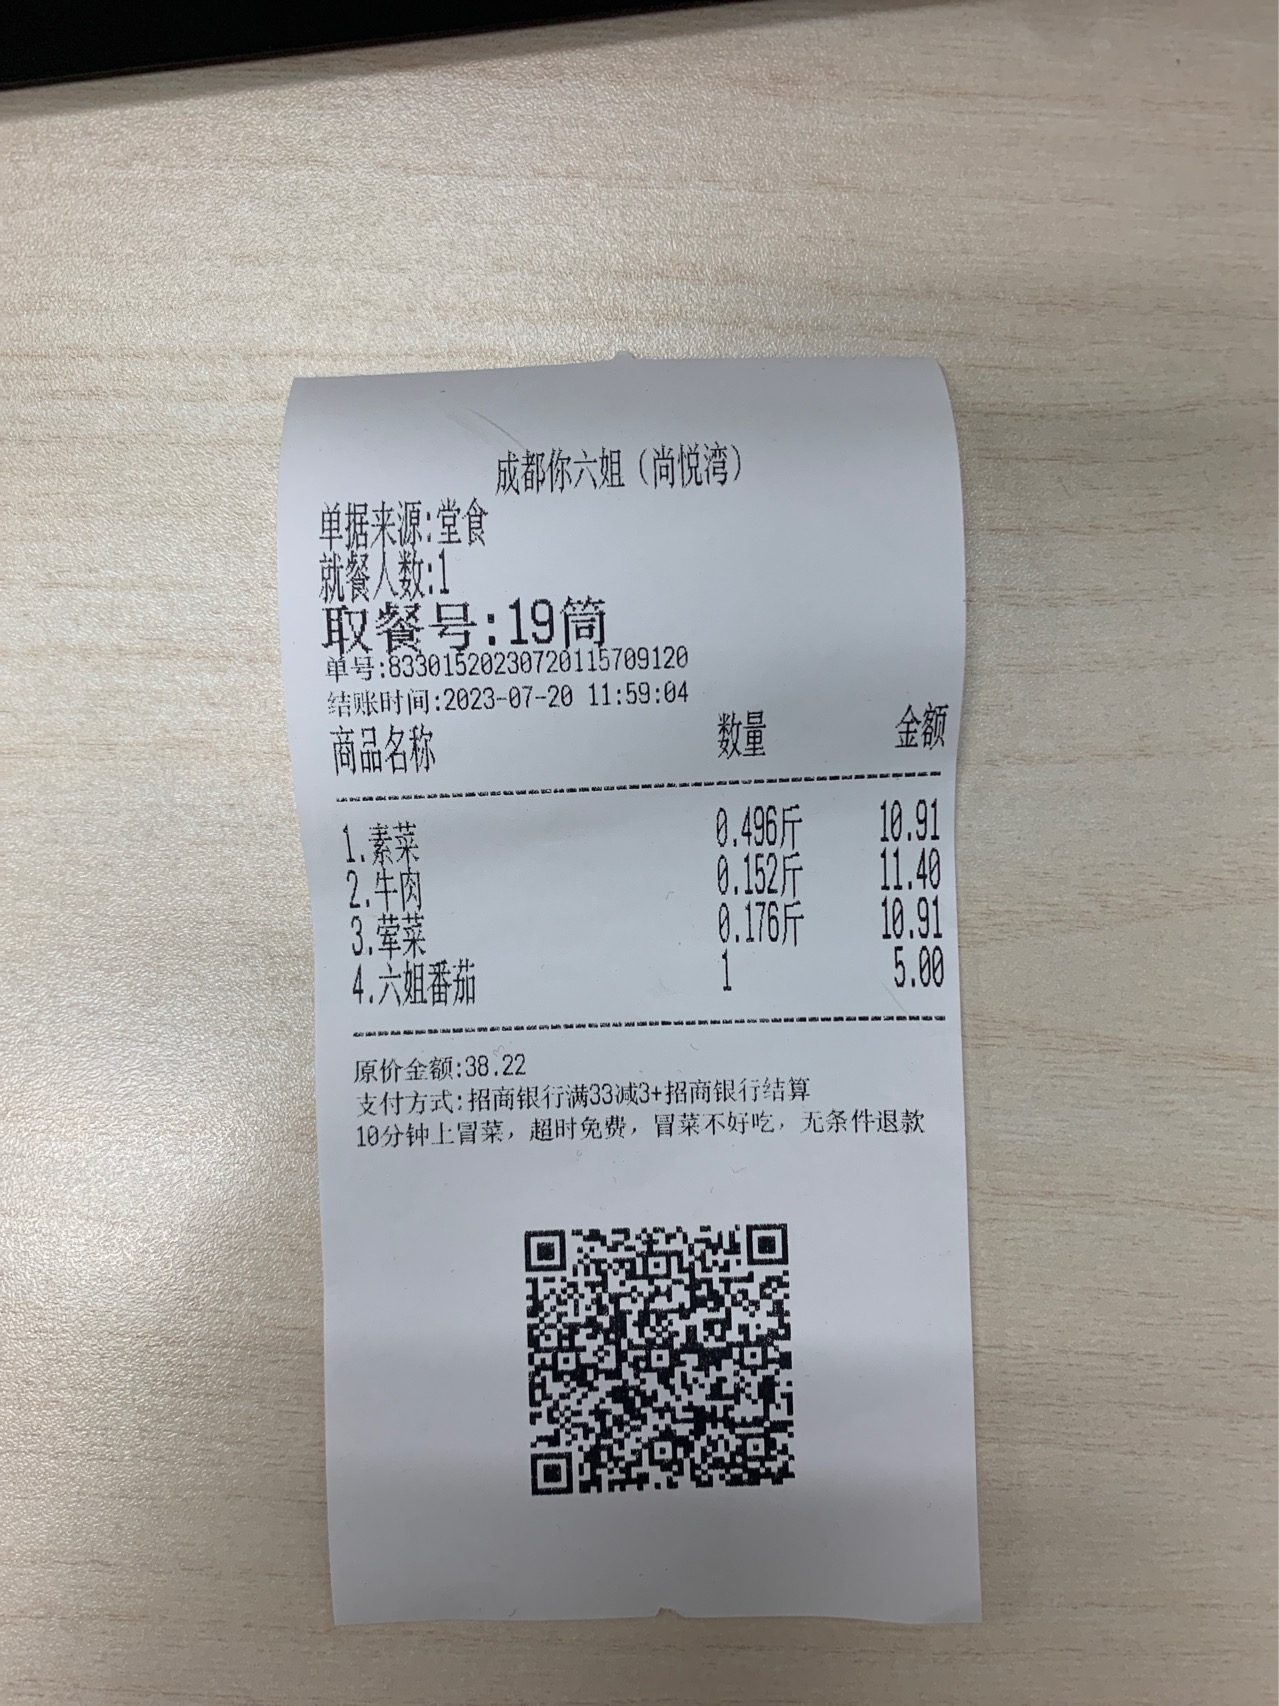 成都你六姐（尚悦湾）
单据来源:堂食
就餐人数:1
取餐号:19筒
单号:83301520230720115709120
结账时间:2023-07-20 11:59:04
商品名称 数量 金额
1.素菜 0.496斤 10.91
2.牛肉 0.152斤 11.40
3.荤菜 0.176斤 10.91
4.六姐番茄 1 5.00
原价金额:38.22
支付方式:招商银行满33减3+招商银行结算
10分钟上冒菜，超时免费，冒菜不好吃，无条件退款